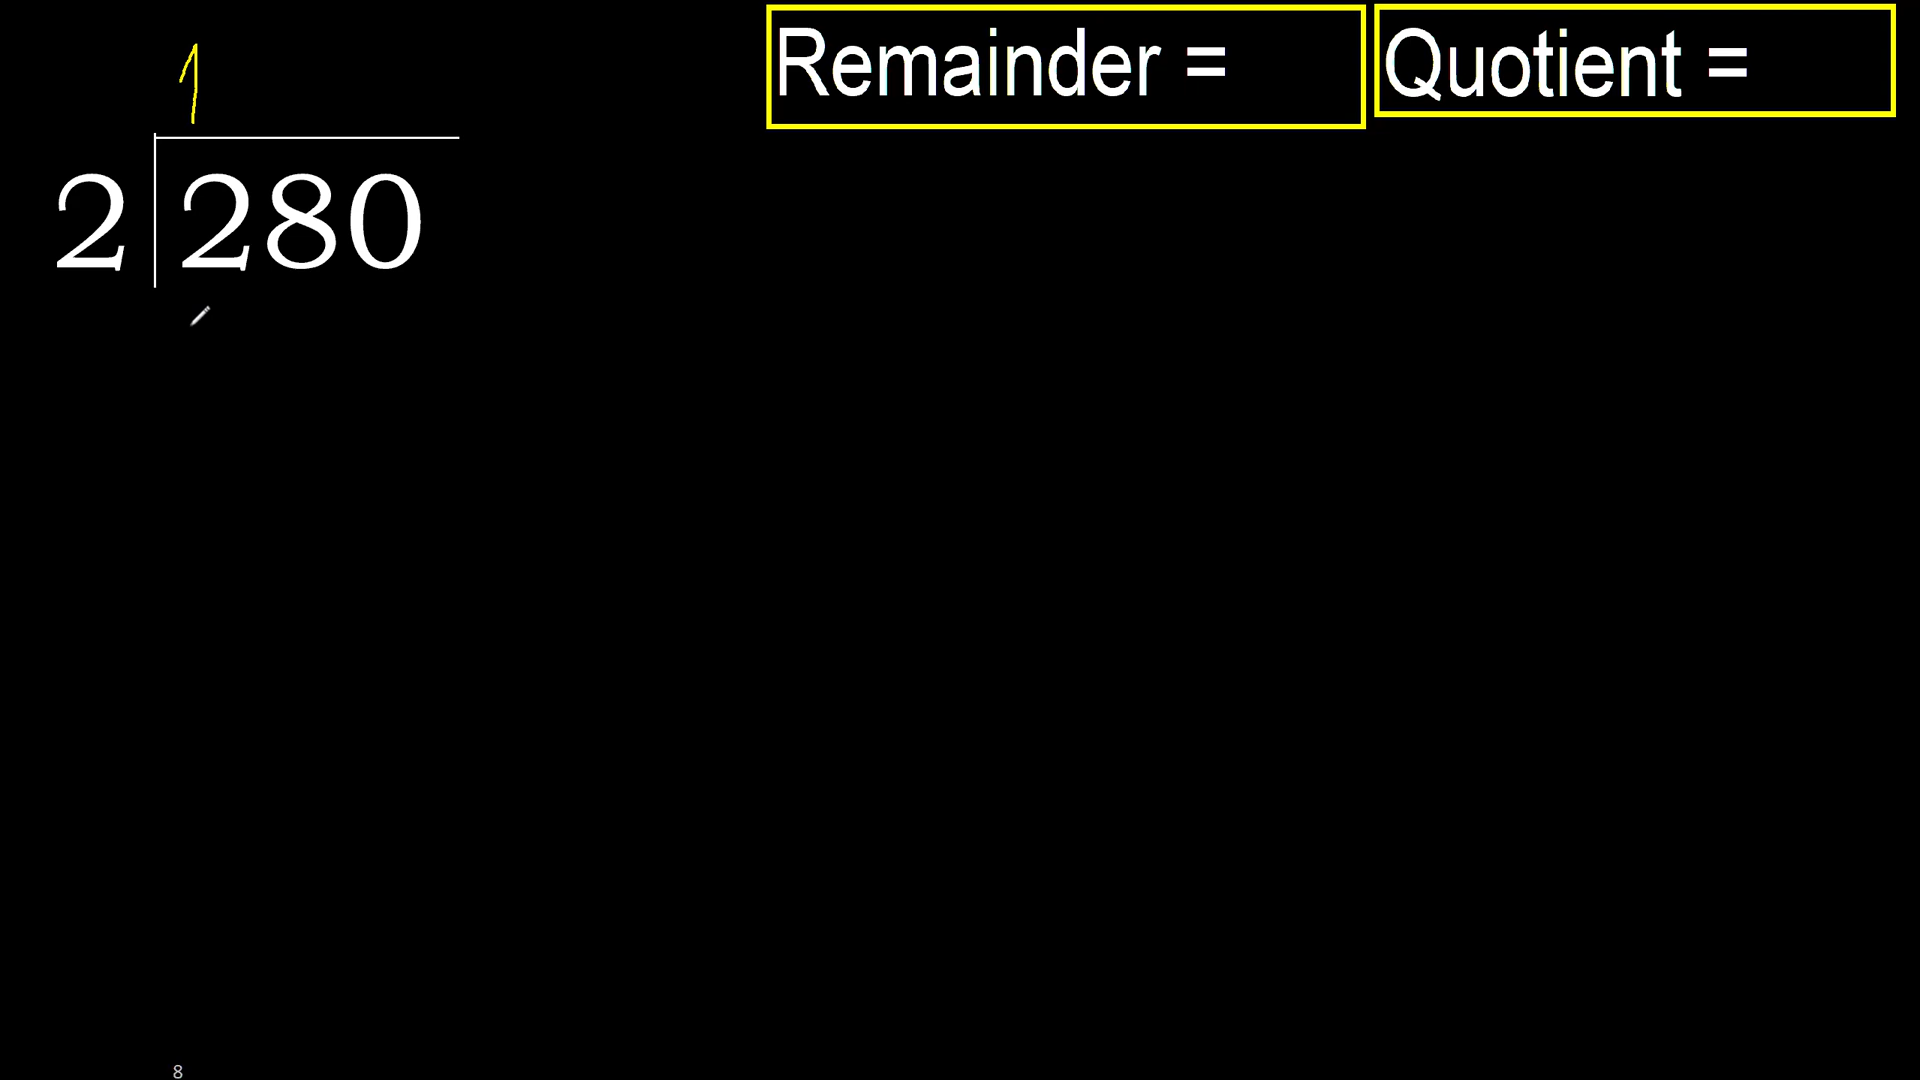 1
2 280
Remainder =
Quotient =
8